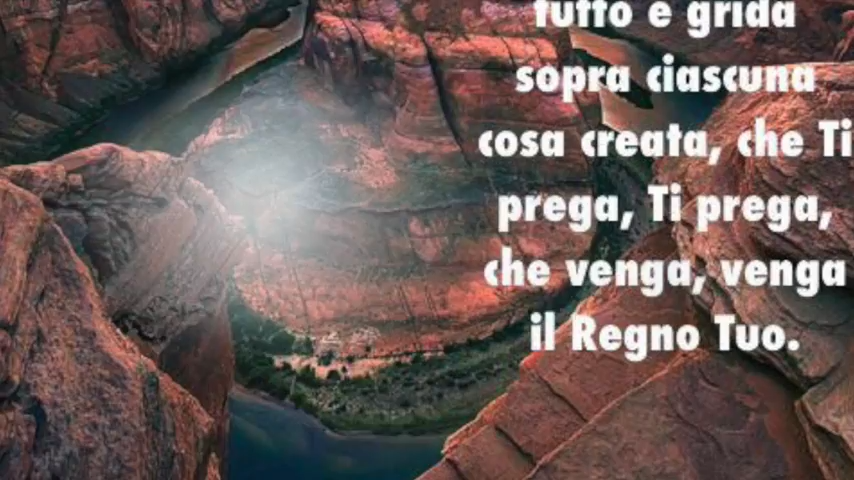 tutto e grida
sopra ciascuna
cosa creata, che Ti
prega, Ti prega,
che venga, venga
il Regno Tuo.